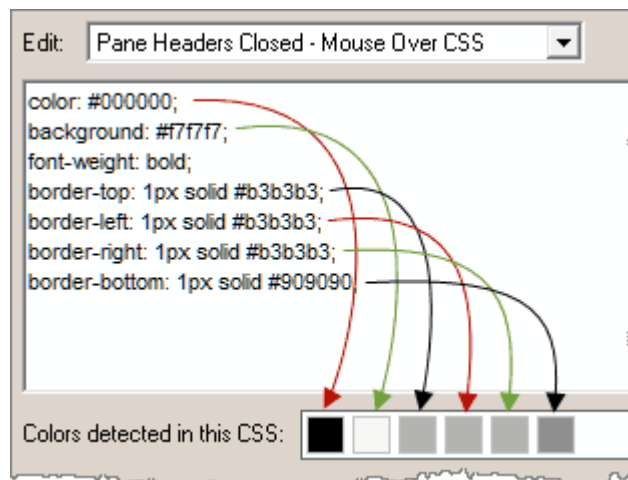 Edit: Pane Headers Closed - Mouse Over CSS
color: #000000;
background: #f7f7f7;
font-weight: bold;
border-top: 1px solid #b3b3b3;
border-left: 1px solid #b3b3b3;
border-right: 1px solid #b3b3b3;
border-bottom: 1px solid #909090;
Colors detected in this CSS: